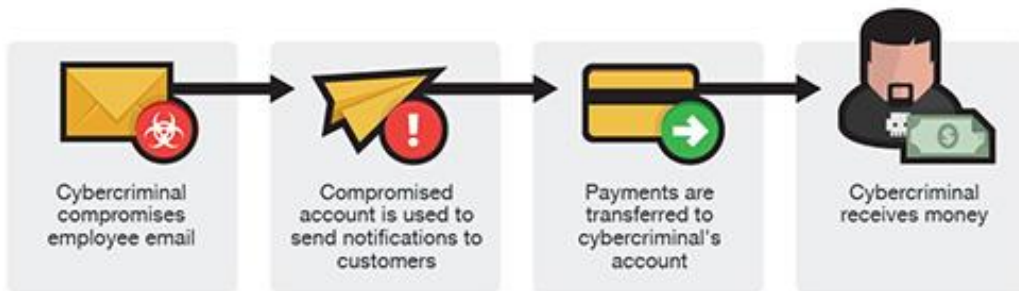 Cybercriminal
compromises
employee email
Compromised
account is used to
send notifications to
customers
Payments are
transferred to
cybercriminal's
account
Cybercriminal
receives money